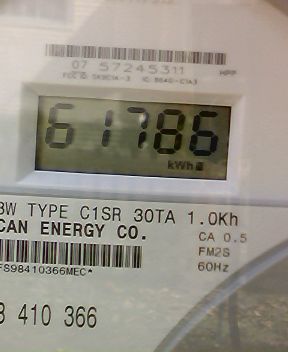 07 57245311
61786
kWh
3W TYPE C1SR 30TA 1.0Kh
CAN ENERGY CO.
CA 0.5
FM2S
60Hz
FS98410366MEC*
410 366